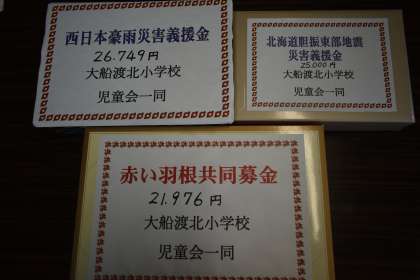 西日本豪雨災害義援金
26.749円
大船渡北小学校
児童会一同
北海道胆振東部地震
災害義援金
25.000円
大船渡北小学校
児童会一同
赤い羽根共同募金
21.976円
大船渡北小学校
児童会一同